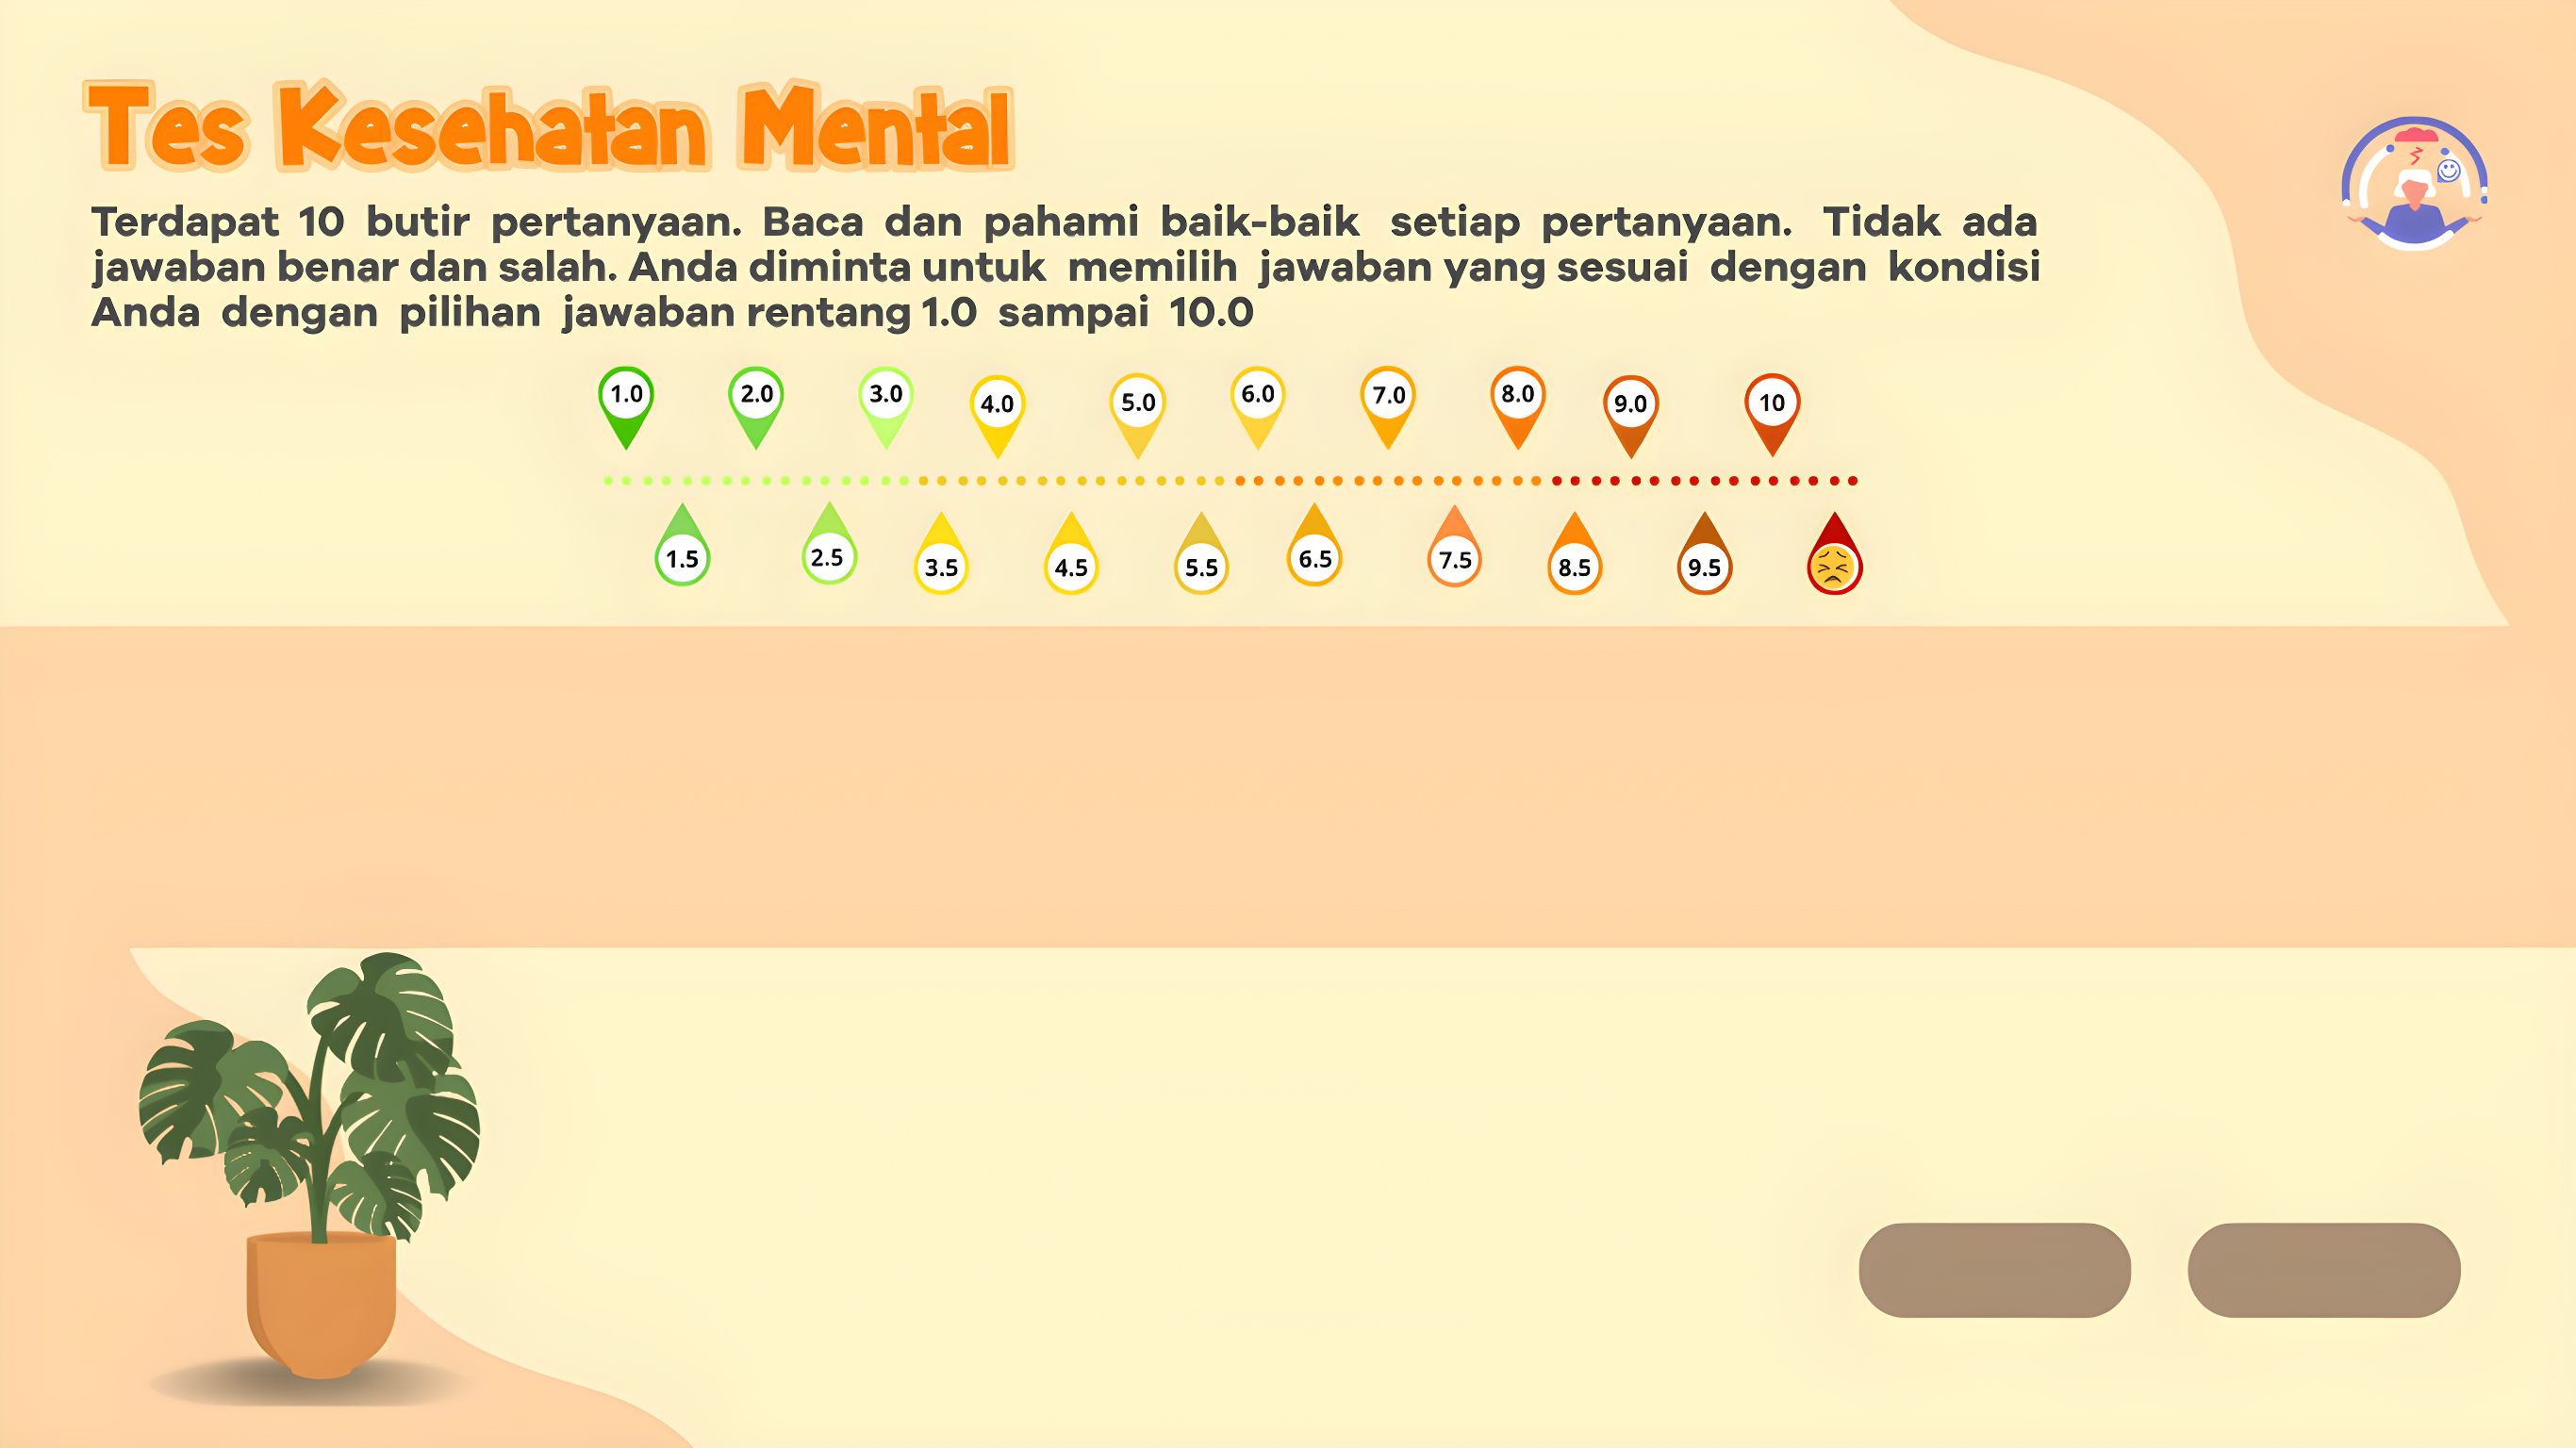 Tes Kesehatan Mental
Terdapat 10 butir pertanyaan. Baca dan pahami baik-baik setiap pertanyaan. Tidak ada
jawaban benar dan salah. Anda diminta untuk memilih jawaban yang sesuai dengan kondisi
Anda dengan pilihan jawaban rentang 1.0 sampai 10.0
1.0 2.0 3.0 4.0 5.0 6.0 7.0 8.0 9.0 10
1.5 2.5 3.5 4.5 5.5 6.5 7.5 8.5 9.5